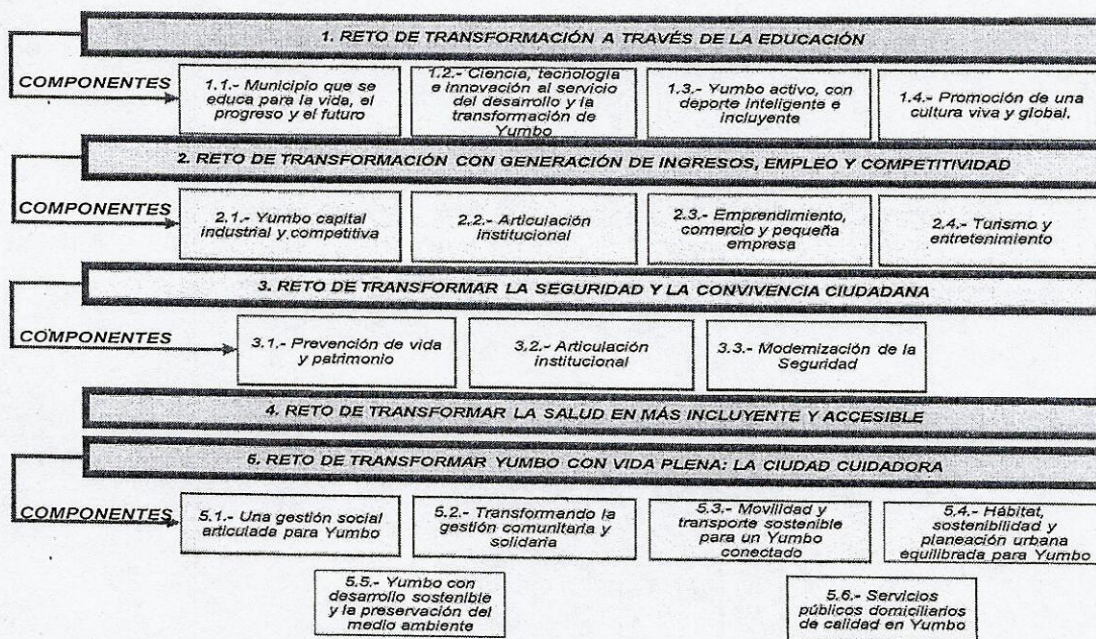 1. RETO DE TRANSFORMACIÓN A TRAVÉS DE LA EDUCACIÓN
COMPONENTES
1.1.- Municipio que se
educa para la vida, el
progreso y el futuro
1.2.- Ciencia, tecnología
e innovación al servicio
del desarrollo y la
transformación de
Yumbo
1.3.- Yumbo activo, con
deporte inteligente e
incluyente
1.4.- Promoción de una
cultura viva y global.
2. RETO DE TRANSFORMACIÓN CON GENERACIÓN DE INGRESOS, EMPLEO Y COMPETITIVIDAD
COMPONENTES
2.1.- Yumbo capital
industrial y competitiva
2.2.- Articulación
institucional
2.3.- Emprendimiento,
comercio y pequeña
empresa
2.4.- Turismo y
entretenimiento
3. RETO DE TRANSFORMAR LA SEGURIDAD Y LA CONVIVENCIA CIUDADANA
COMPONENTES
3.1.- Prevención de vida
y patrimonio
3.2.- Articulación
institucional
3.3.- Modernización de la
Seguridad
4. RETO DE TRANSFORMAR LA SALUD EN MÁS INCLUYENTE Y ACCESIBLE
5. RETO DE TRANSFORMAR YUMBO CON VIDA PLENA: LA CIUDAD CUIDADORA
COMPONENTES
5.1.- Una gestión social
articulada para Yumbo
5.2.- Transformando la
gestión comunitaria y
solidaria
5.3.- Movilidad y
transporte sostenible
para un Yumbo
conectado
5.4.- Hábitat,
sostenibilidad y
planeación urbana
equilibrada para Yumbo
5.5.- Yumbo con
desarrollo sostenible
y la preservación del
medio ambiente
5.6.- Servicios
públicos domiciliarios
de calidad en Yumbo